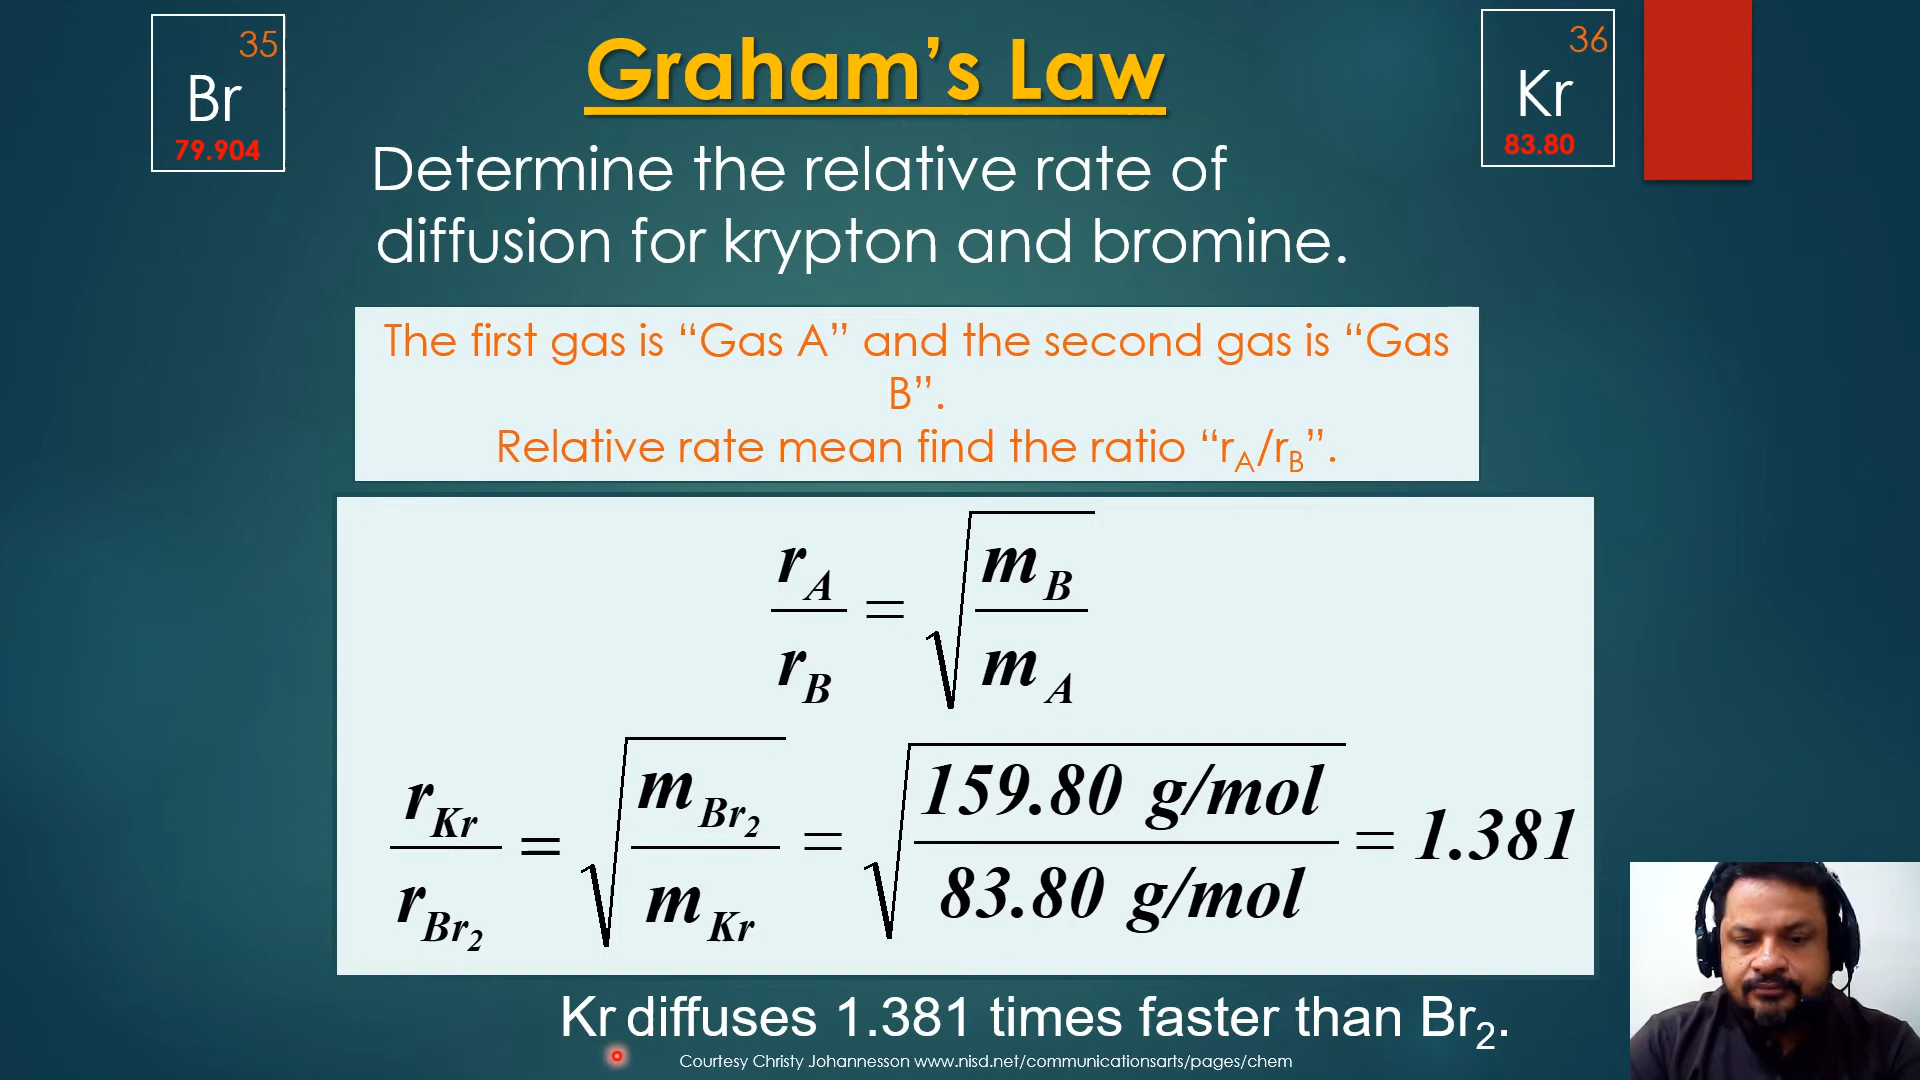 35
Br
79.904
Graham’s Law
36
Kr
83.80
Determine the relative rate of
diffusion for krypton and bromine.
The first gas is “Gas A” and the second gas is “Gas
B”.
Relative rate mean find the ratio “r_A/r_B”.
r_A / r_B = √(m_B / m_A)
r_Kr / r_Br₂ = √(m_Br₂ / m_Kr) = √(159.80 g/mol / 83.80 g/mol) = 1.381
Kr diffuses 1.381 times faster than Br₂.
Courtesy Christy Johannesson www.nisd.net/communicationsarts/pages/chem